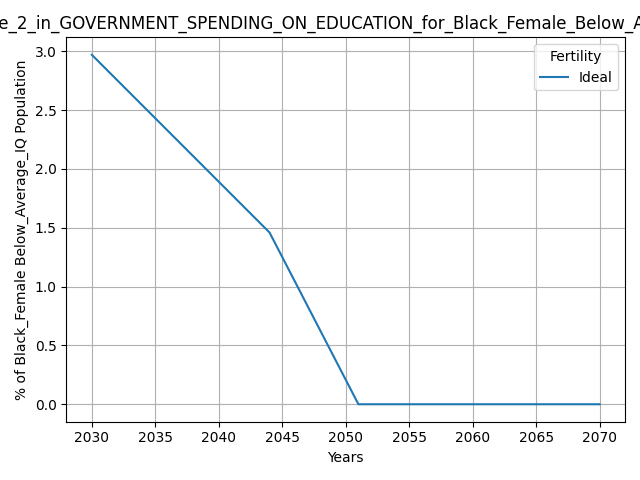 e_2_in_GOVERNMENT_SPENDING_ON_EDUCATION_for_Black_Female_Below_A
Fertility
Ideal
% of Black_Female Below_Average_IQ Population
3.0
2.5
2.0
1.5
1.0
0.5
0.0
2030 2035 2040 2045 2050 2055 2060 2065 2070
Years